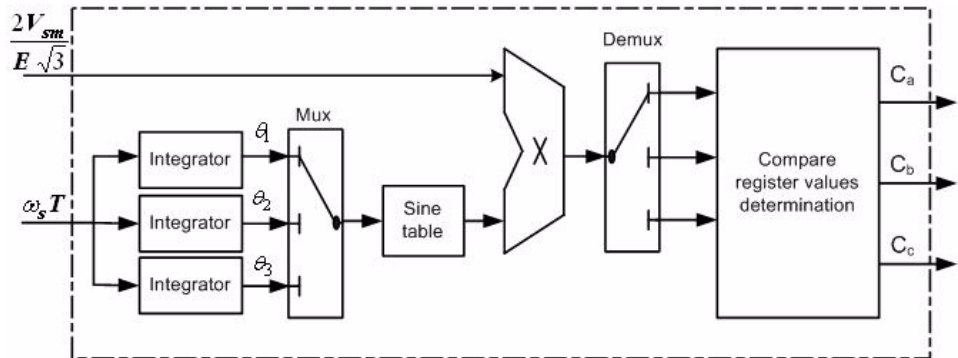 2V_sm
E √3
Demux
Mux
θ1
Integrator
ω_s T
θ2
Integrator
θ3
Integrator
Sine
table
X
Compare
register values
determination
C_a
C_b
C_c